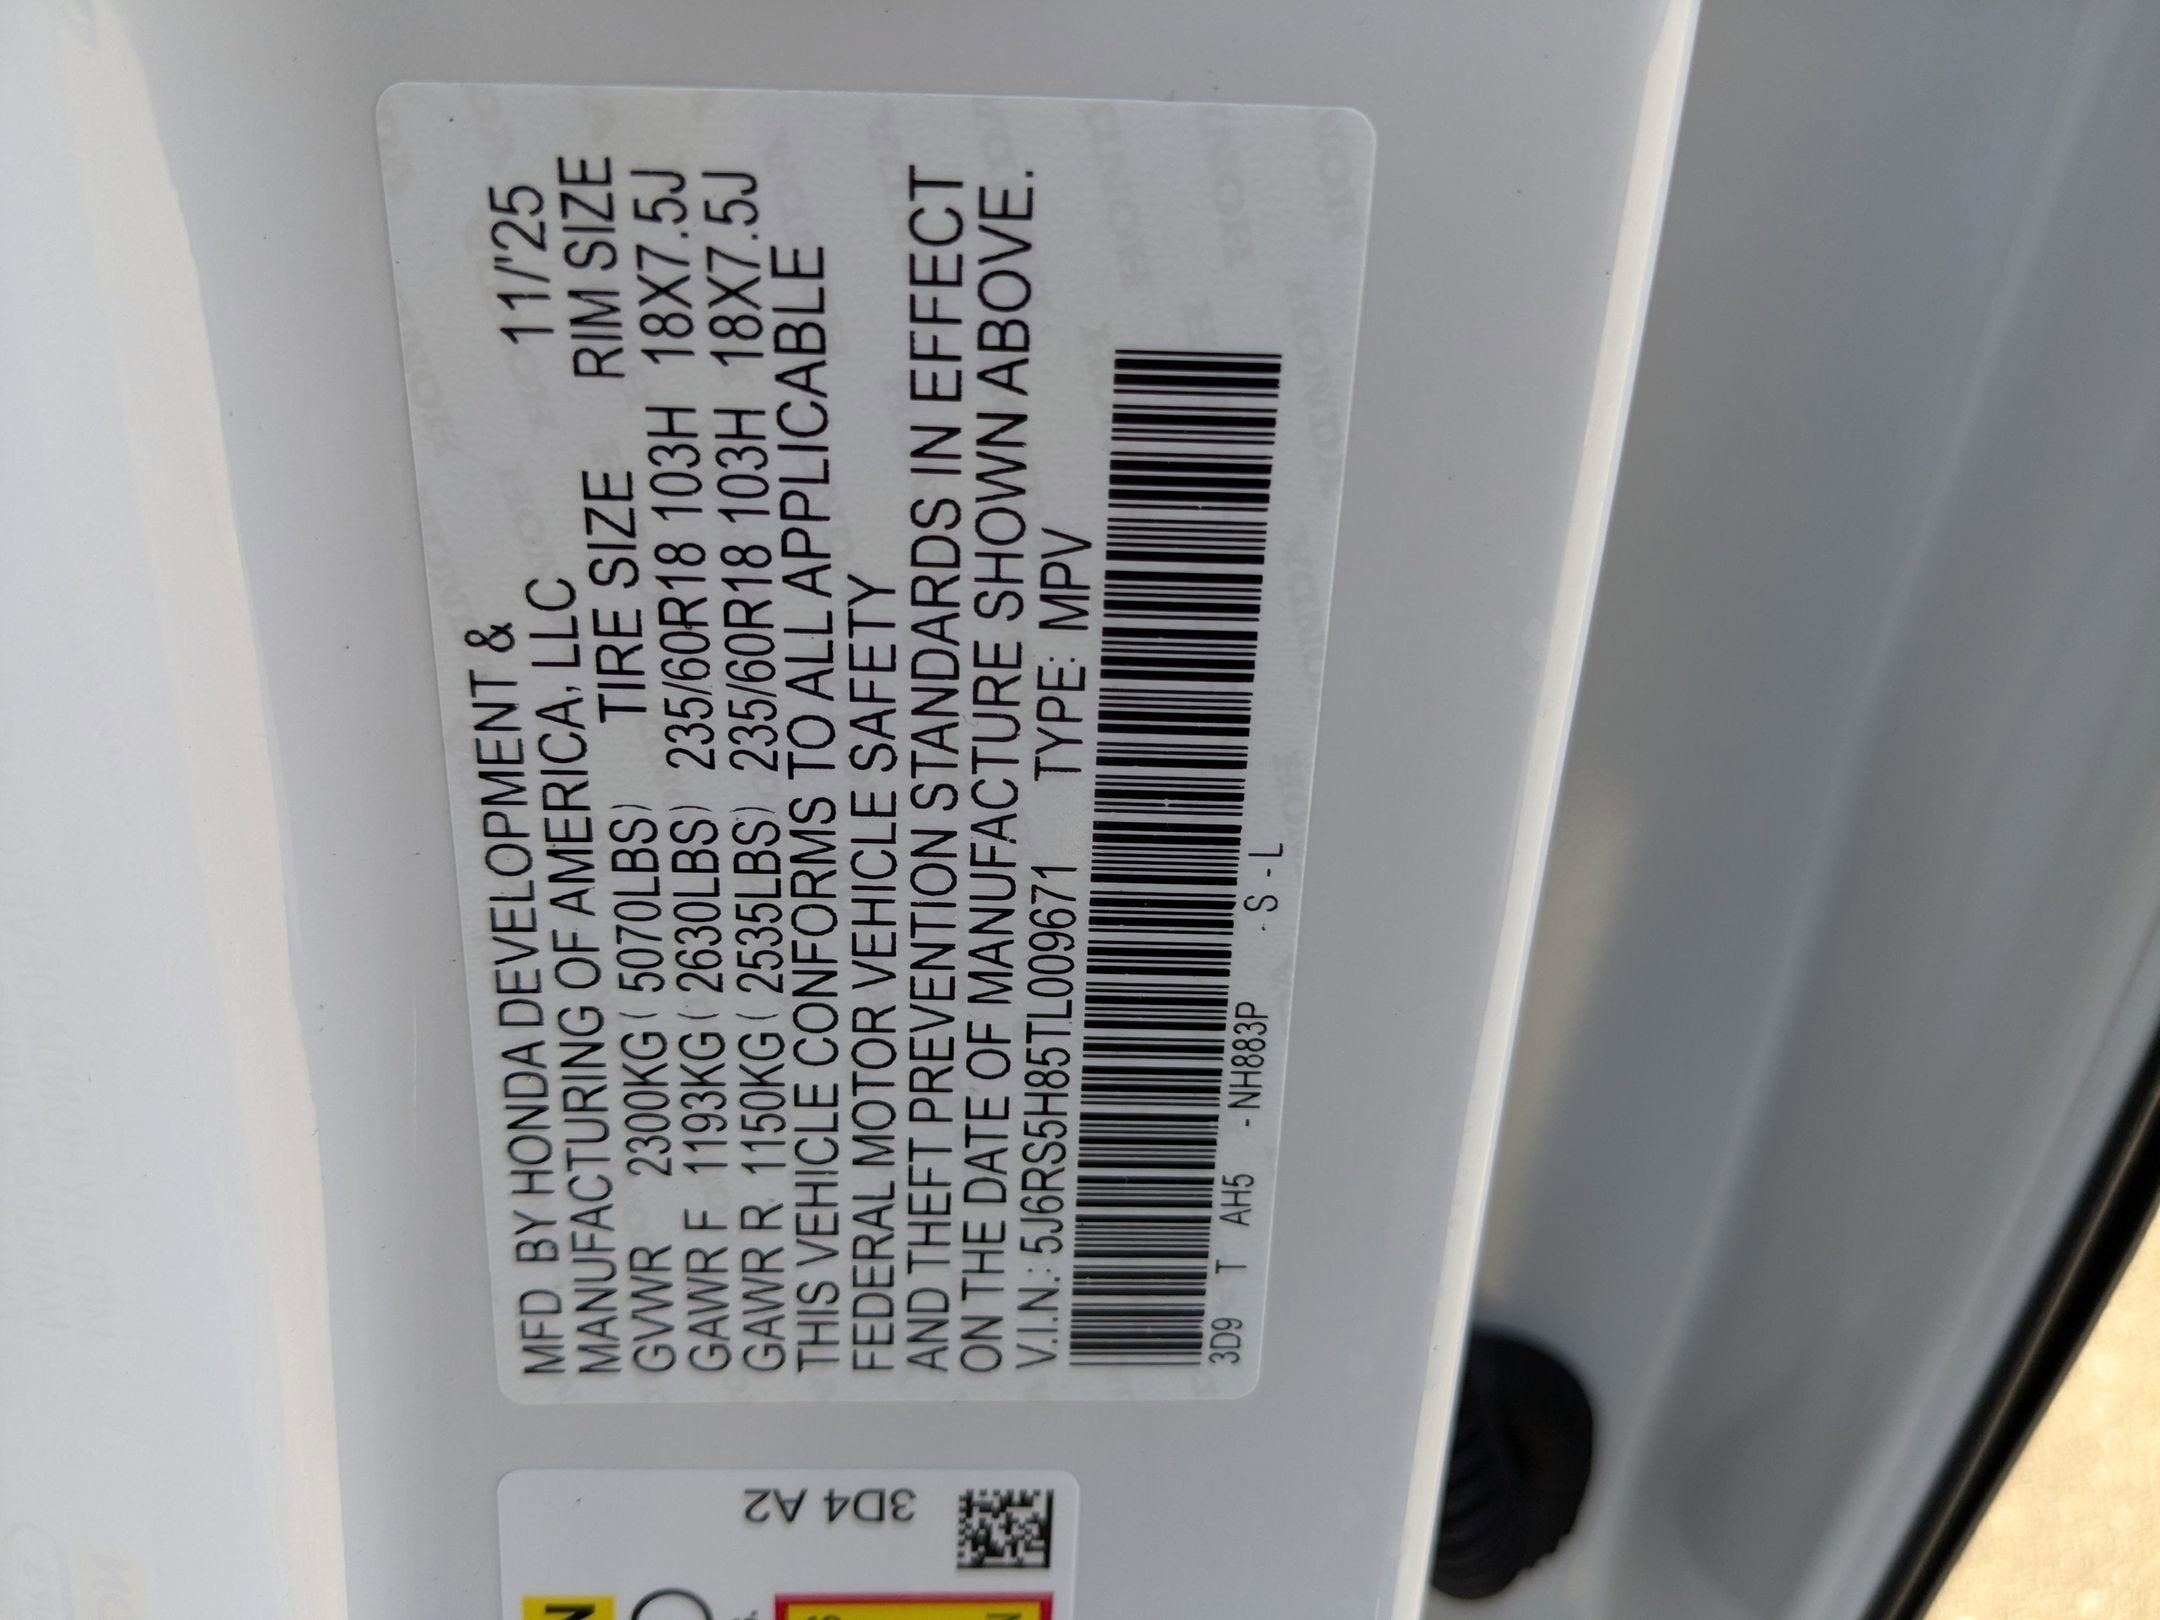 MFD BY HONDA DEVELOPMENT & 11/'25
MANUFACTURING OF AMERICA, LLC RIM SIZE
TIRE SIZE
GVWR 2300KG ( 5070LBS)
GAWR F 1193KG ( 2630LBS) 235/60R18 103H 18X7.5J
GAWR R 1150KG ( 2535LBS) 235/60R18 103H 18X7.5J
THIS VEHICLE CONFORMS TO ALL APPLICABLE
FEDERAL MOTOR VEHICLE SAFETY
AND THEFT PREVENTION STANDARDS IN EFFECT
ON THE DATE OF MANUFACTURE SHOWN ABOVE.
V.I.N.: 5J6RS5H85TL009671 TYPE: MPV
3D9 T AH5 -NH883P - S - L
3D4 A2